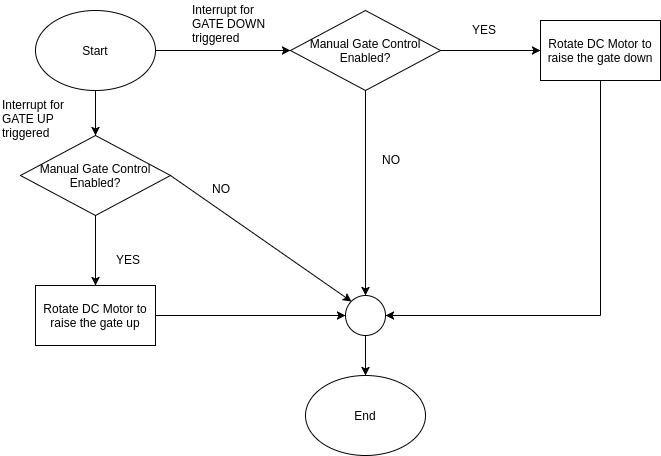 Start
Interrupt for
GATE DOWN
triggered
Manual Gate Control
Enabled?
YES
Rotate DC Motor to
raise the gate down
Interrupt for
GATE UP
triggered
Manual Gate Control
Enabled?
NO
NO
YES
Rotate DC Motor to
raise the gate up
End